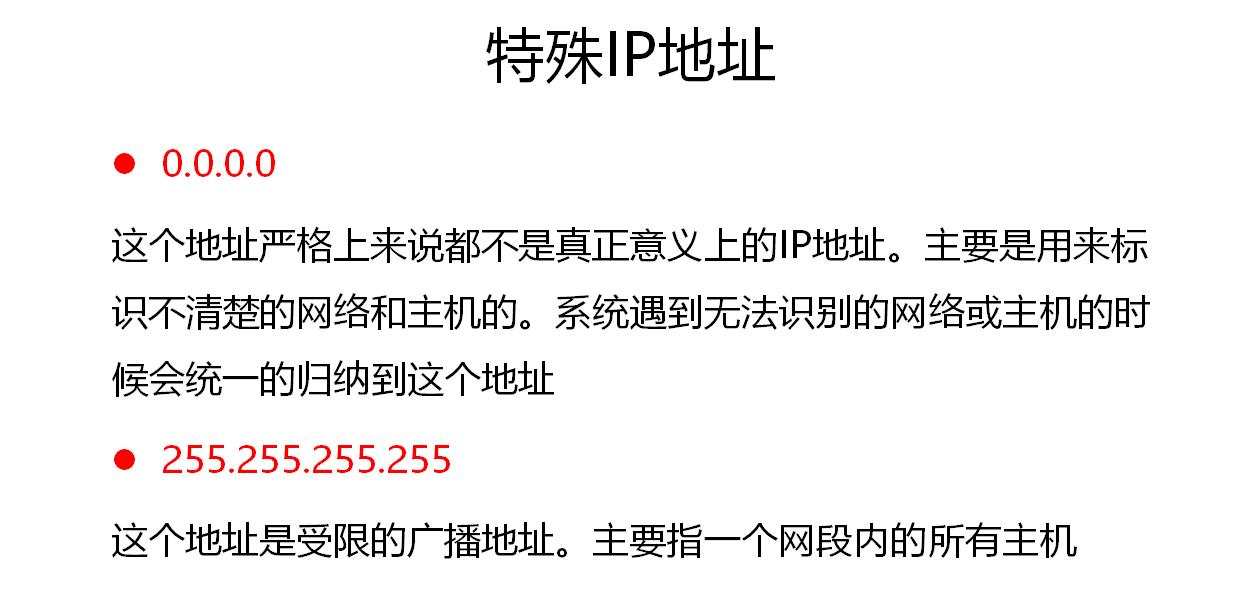 特殊IP地址
● 0.0.0.0
这个地址严格上来说都不是真正意义上的IP地址。主要是用来标
识不清楚的网络和主机的。系统遇到无法识别的网络或主机的时
候会统一的归纳到这个地址
● 255.255.255.255
这个地址是受限的广播地址。主要指一个网段内的所有主机